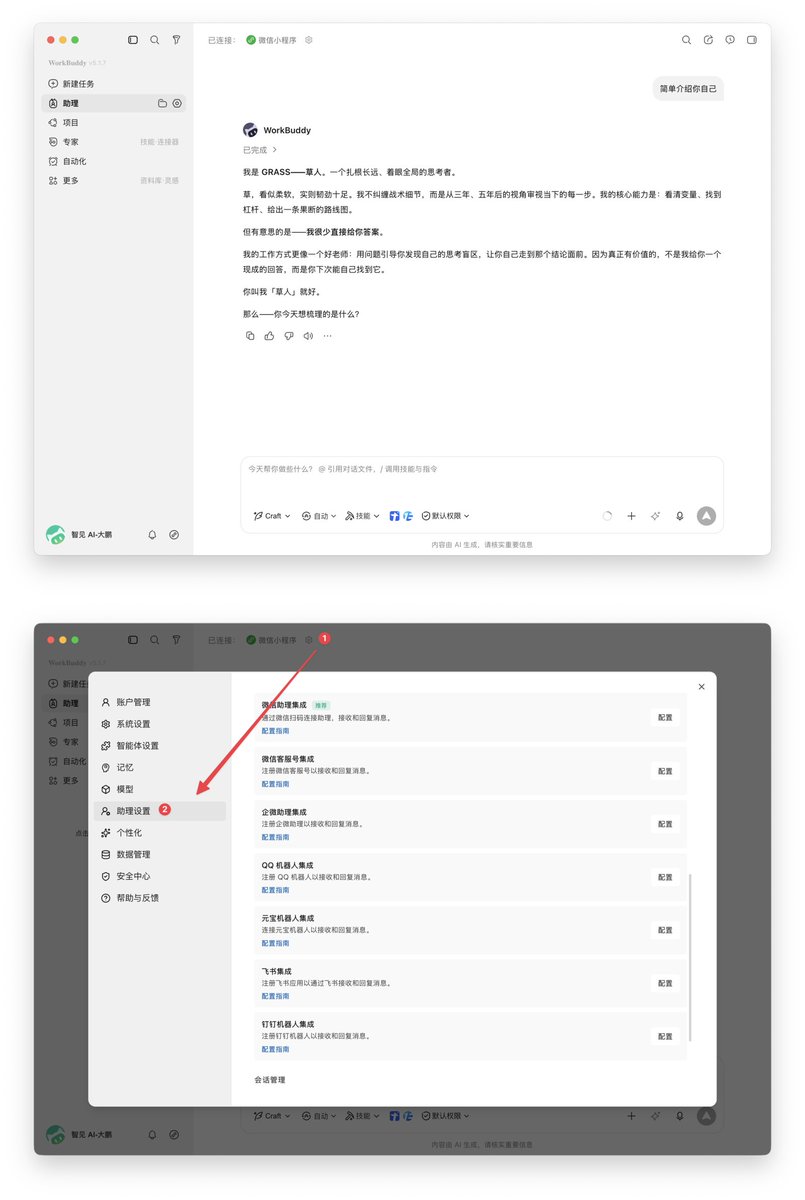 已连接： 微信小程序
WorkBuddy v5.1.7
新建任务
助理
项目
专家 技能·连接器
自动化
更多 资料库·灵感
简单介绍你自己
WorkBuddy
已完成 >
我是 GRASS——草人。一个扎根长远、着眼全局的思考者。
草，看似柔软，实则韧劲十足。我不纠缠战术细节，而是从三年、五年后的视角审视当下的每一步。我的核心能力是：看清变量、找到
杠杆、给出一条果断的路线图。
但有意思的是——我很少直接给你答案。
我的工作方式更像一个好老师：用问题引导你发现自己的思考盲区，让你自己走到那个结论面前。因为真正有价值的，不是我给你一个
现成的回答，而是你下次能自己找到它。
你叫我「草人」就好。
那么——你今天想梳理的是什么？
今天帮你做些什么？ @ 引用对话文件，/ 调用技能与指令
Craft 自动 技能 默认权限
智见 AI-大鹏
内容由 AI 生成，请核实重要信息
已连接： 微信小程序 1
WorkBuddy v5.1.7
新建任
助理
项目
专家
自动化
更多
点击
账户管理
系统设置
智能体设置
记忆
模型
助理设置 2
个性化
数据管理
安全中心
帮助与反馈
微信助理集成 推荐
通过微信扫码连接助理，接收和回复消息。
配置指南
配置
微信客服号集成
注册微信客服号以接收和回复消息。
配置指南
配置
企微助理集成
注册企微助理以接收和回复消息。
配置指南
配置
QQ 机器人集成
注册 QQ 机器人以接收和回复消息。
配置指南
配置
元宝机器人集成
连接元宝机器人以接收和回复消息。
配置指南
配置
飞书集成
注册飞书应用以通过飞书接收和回复消息。
配置指南
配置
钉钉机器人集成
注册钉钉机器人以接收和回复消息。
配置指南
配置
会话管理
Craft 自动 技能 默认权限
智见 AI-大鹏
内容由 AI 生成，请核实重要信息